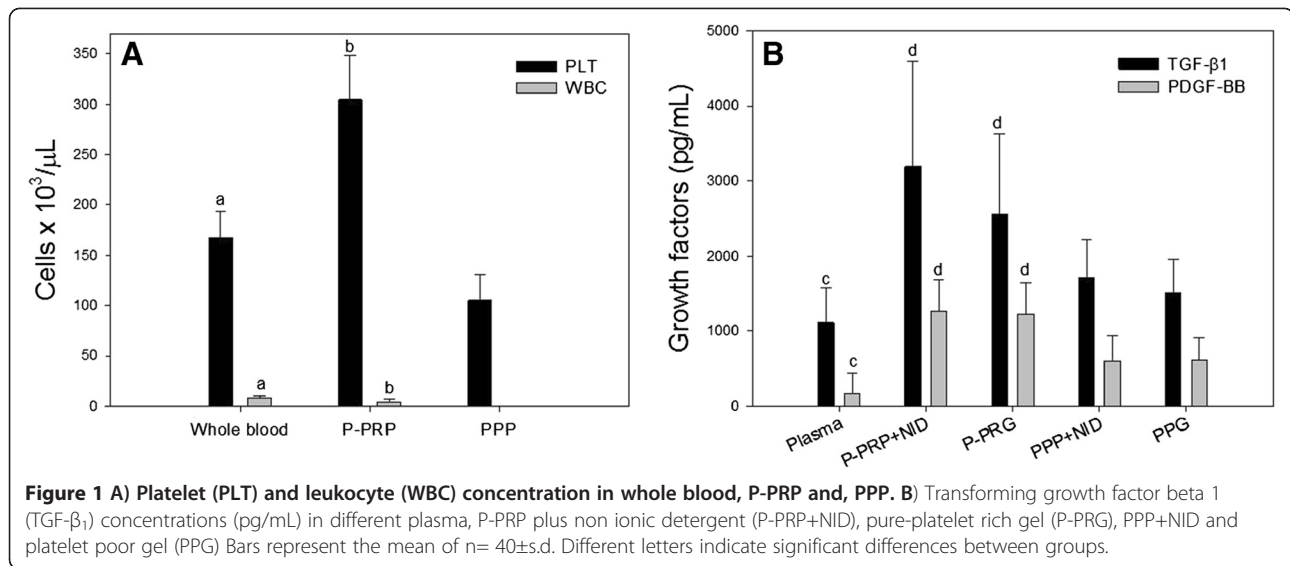 A
PLT
WBC
b
a
a
b
350
300
250
200
150
100
50
0
Cells x 10³/μL
Whole blood P-PRP PPP
B
TGF-β1
PDGF-BB
d
d
d
d
c
c
5000
4000
3000
2000
1000
0
Growth factors (pg/mL)
Plasma P-PRP+NID P-PRG PPP+NID PPG
Figure 1 A) Platelet (PLT) and leukocyte (WBC) concentration in whole blood, P-PRP and, PPP. B) Transforming growth factor beta 1
(TGF-β₁) concentrations (pg/mL) in different plasma, P-PRP plus non ionic detergent (P-PRP+NID), pure-platelet rich gel (P-PRG), PPP+NID and
platelet poor gel (PPG) Bars represent the mean of n= 40±s.d. Different letters indicate significant differences between groups.